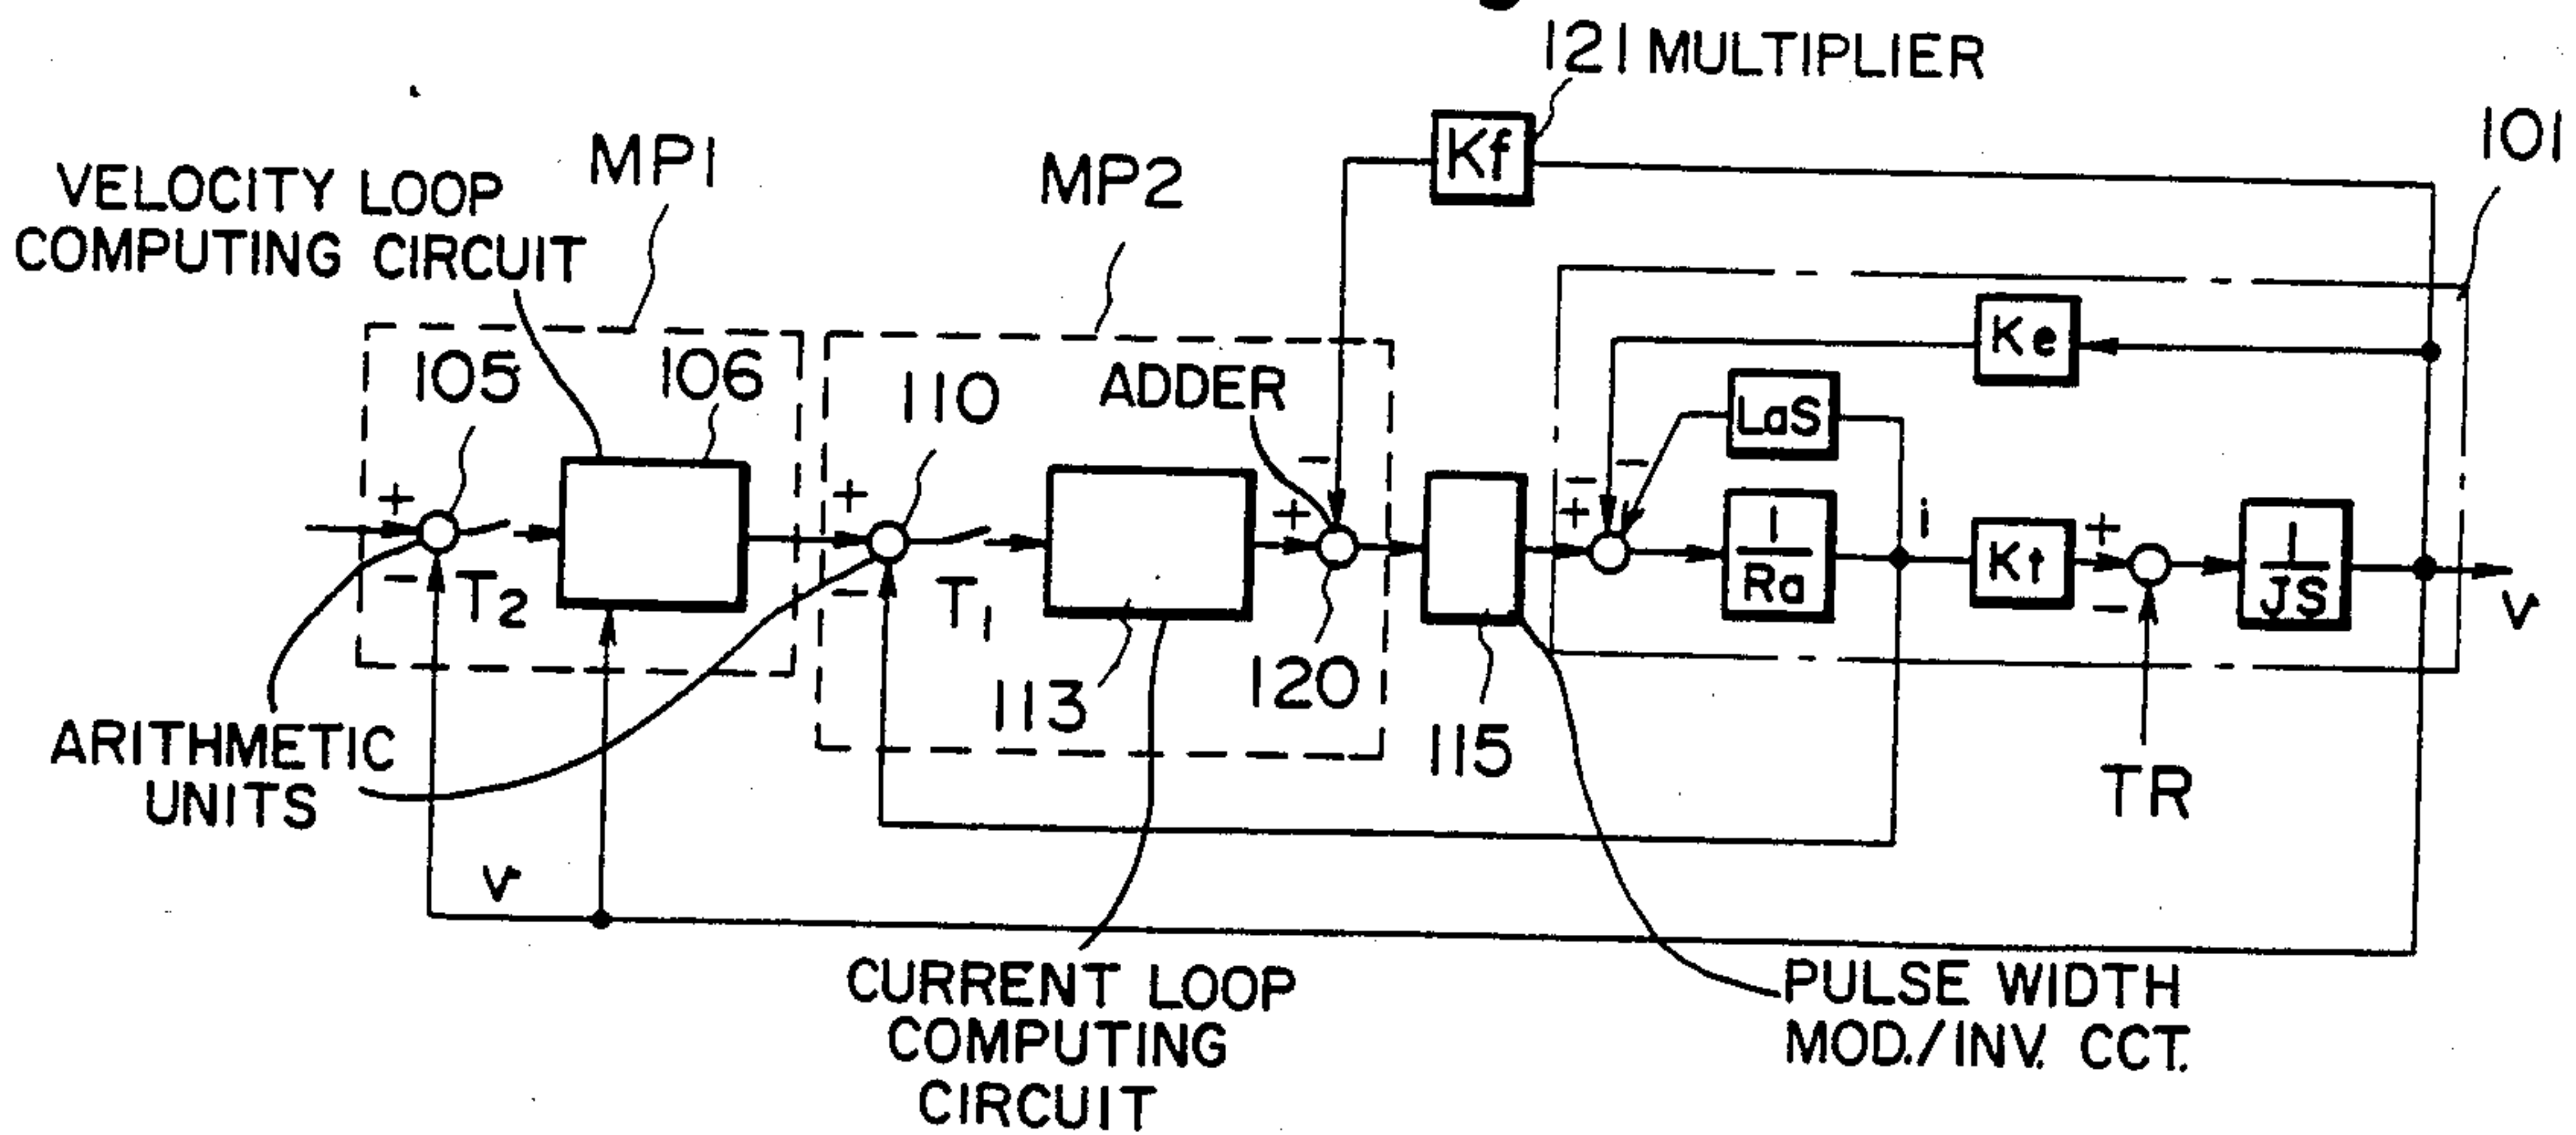 121 MULTIPLIER
Kf
101
MP1
MP2
VELOCITY LOOP
COMPUTING CIRCUIT
Ke
105
106
110
ADDER
LaS
+
-
T2
+
-
T1
+
-
+
-
-
1
Ra
i
Kt
+
-
1
JS
v
113
120
115
ARITHMETIC
UNITS
TR
v
CURRENT LOOP
COMPUTING
CIRCUIT
PULSE WIDTH
MOD./INV. CCT.